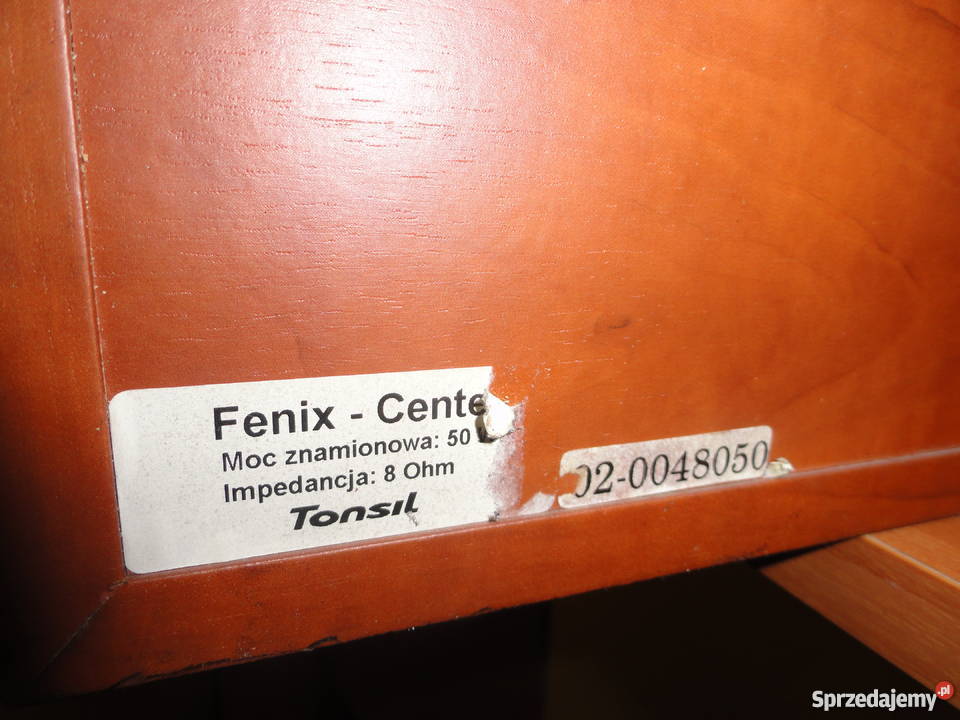 Fenix - Cente
Moc znamionowa: 50
Impedancja: 8 Ohm
Tonsil
02-0048050
Sprzedajemy.pl